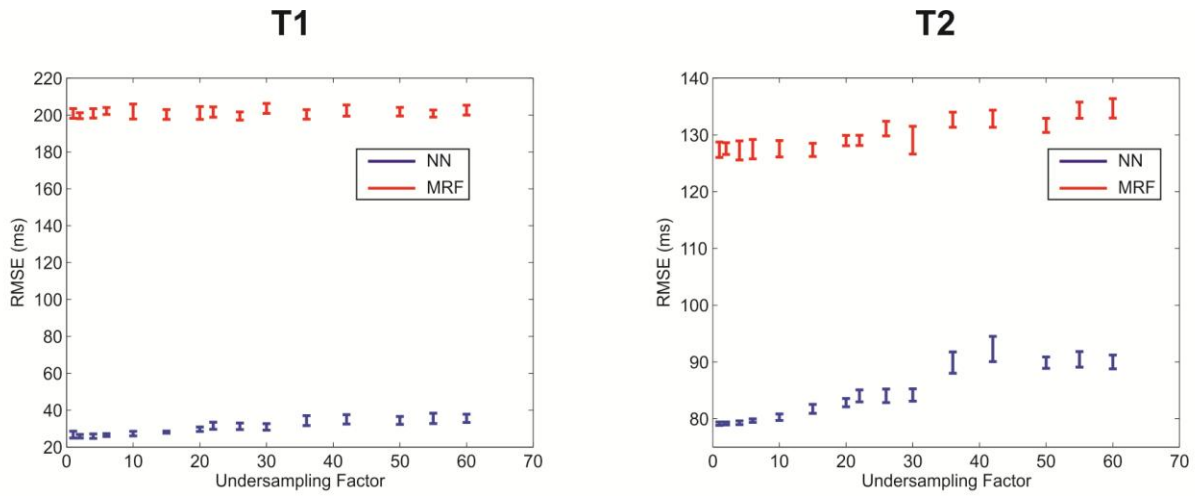 T1
220
200
180
160
140
120
100
80
60
40
20
RMSE (ms)
NN
MRF
0 10 20 30 40 50 60 70
Undersampling Factor
T2
140
130
120
110
100
90
80
RMSE (ms)
NN
MRF
0 10 20 30 40 50 60 70
Undersampling Factor